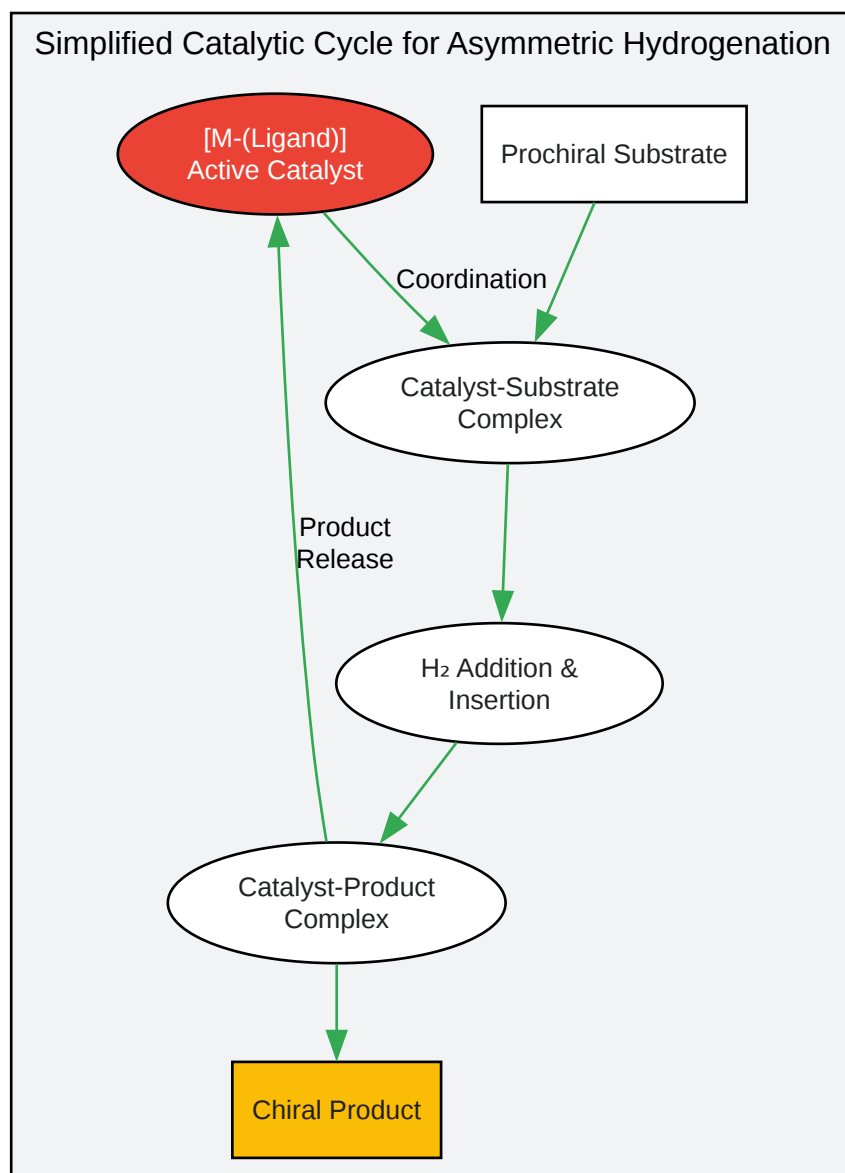 Simplified Catalytic Cycle for Asymmetric Hydrogenation
[M-(Ligand)]
Active Catalyst
Prochiral Substrate
Coordination
Catalyst-Substrate
Complex
Product
Release
H₂ Addition &
Insertion
Catalyst-Product
Complex
Chiral Product